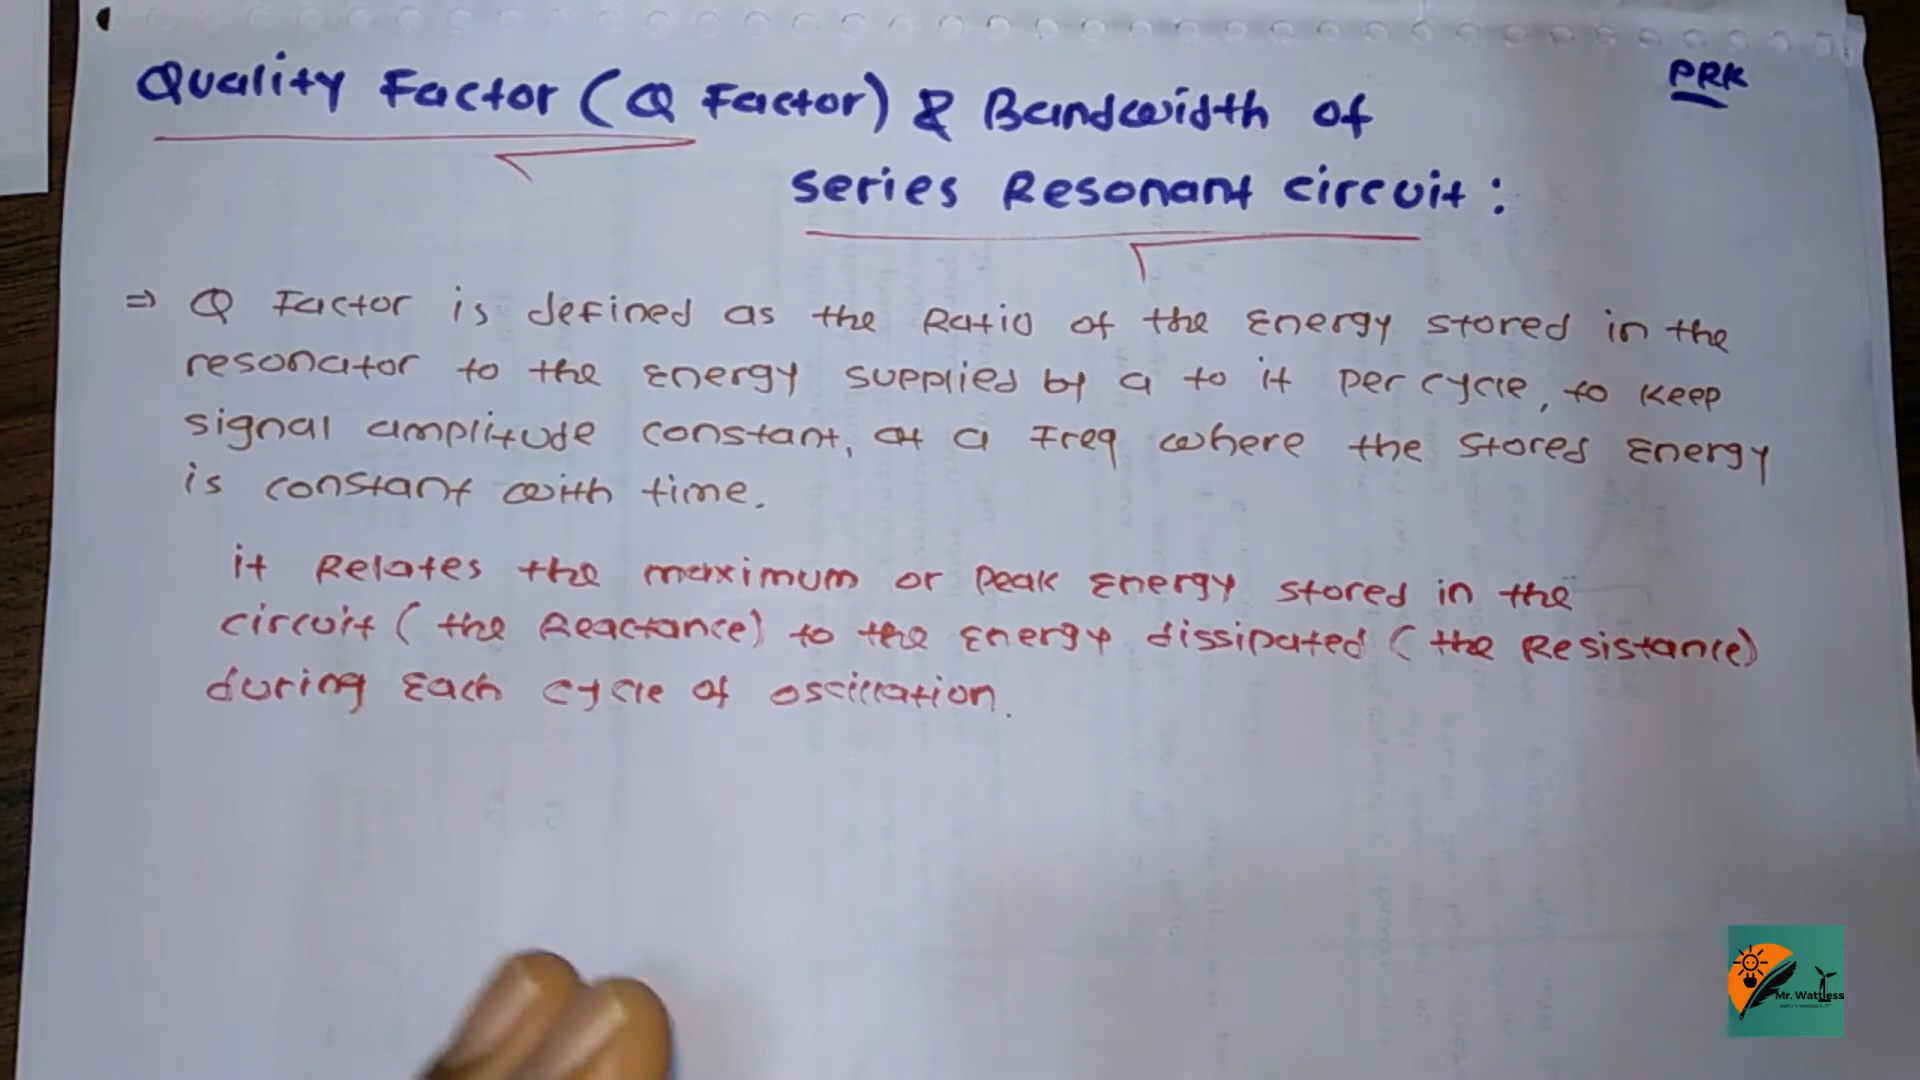 Quality Factor (Q Factor) & Bandwidth of
PRK
Series Resonant circuit :
⇒ Q Factor is defined as the Ratio of the Energy stored in the
resonator to the Energy supplied by a to it per cycle, to keep
signal amplitude constant, at a Freq where the stored Energy
is constant with time.
it Relates the maximum or peak Energy stored in the
circuit (the Reactance) to the Energy dissipated (the Resistance)
during Each cycle of oscillation.
Mr. Wattless